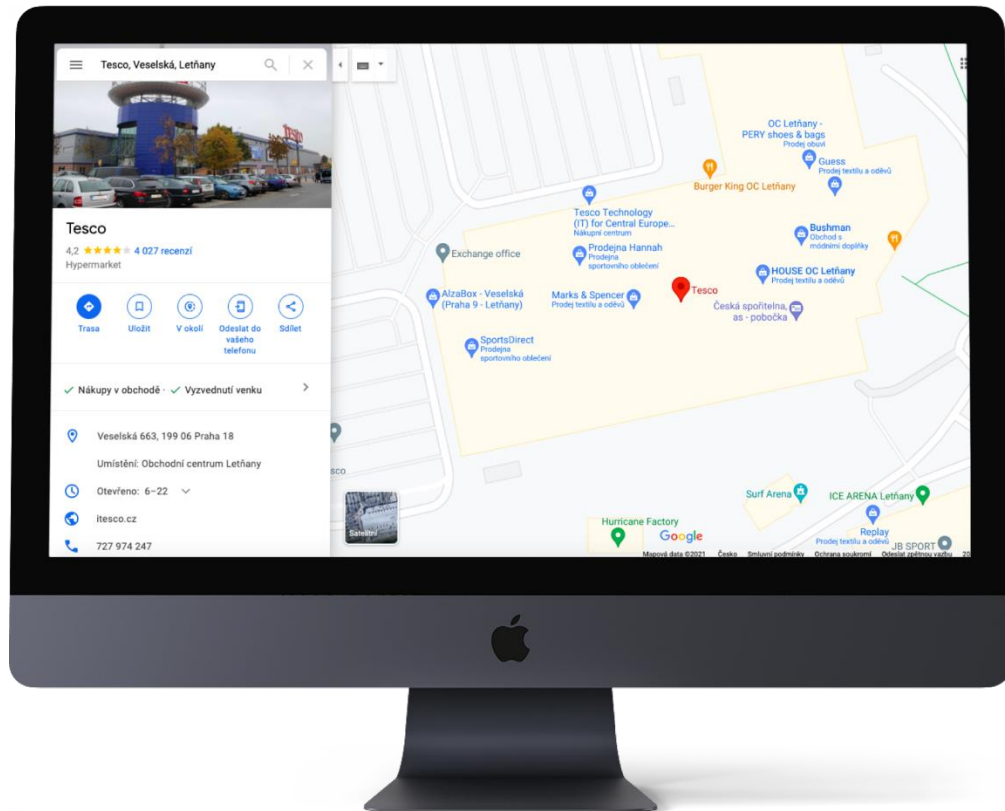 Tesco, Veselská, Letňany
TESCO
Tesco
4,2 4 027 recenzí
Hypermarket
Trasa
Uložit
V okolí
Odeslat do
vašeho
telefonu
Sdílet
Nákupy v obchodě · Vyzvednutí venku
Veselská 663, 199 06 Praha 18
Umístění: Obchodní centrum Letňany
Otevřeno: 6–22
itesco.cz
727 974 247
OC Letňany -
PERY shoes & bags
Prodej obuvi
Guess
Prodej textilu a oděvů
Burger King OC Letňany
Tesco Technology
(IT) for Central Europe...
Nákupní centrum
Bushman
Obchod s
módními doplňky
Exchange office
Prodejna Hannah
Prodejna
sportovního oblečení
HOUSE OC Letňany
Prodej textilu a oděvů
AlzaBox - Veselská
(Praha 9 - Letňany)
Marks & Spencer
Prodej textilu a oděvů
Tesco
Česká spořitelna,
as - pobočka
SportsDirect
Prodejna
sportovního oblečení
sco
Satelitní
Surf Arena
ICE ARENA Letňany
Hurricane Factory
Replay
Prodej textilu a oděvů
JB SPORT
Google
Mapová data ©2021 Česko Smluvní podmínky Ochrana soukromí Odeslat zpětnou vazbu 20